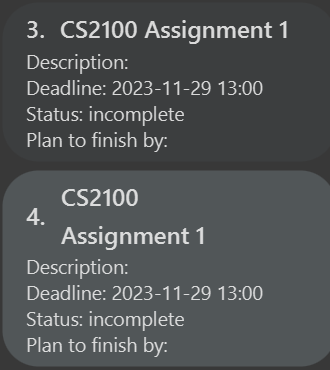 3. CS2100 Assignment 1
Description:
Deadline: 2023-11-29 13:00
Status: incomplete
Plan to finish by:
4. CS2100
Assignment 1
Description:
Deadline: 2023-11-29 13:00
Status: incomplete
Plan to finish by: